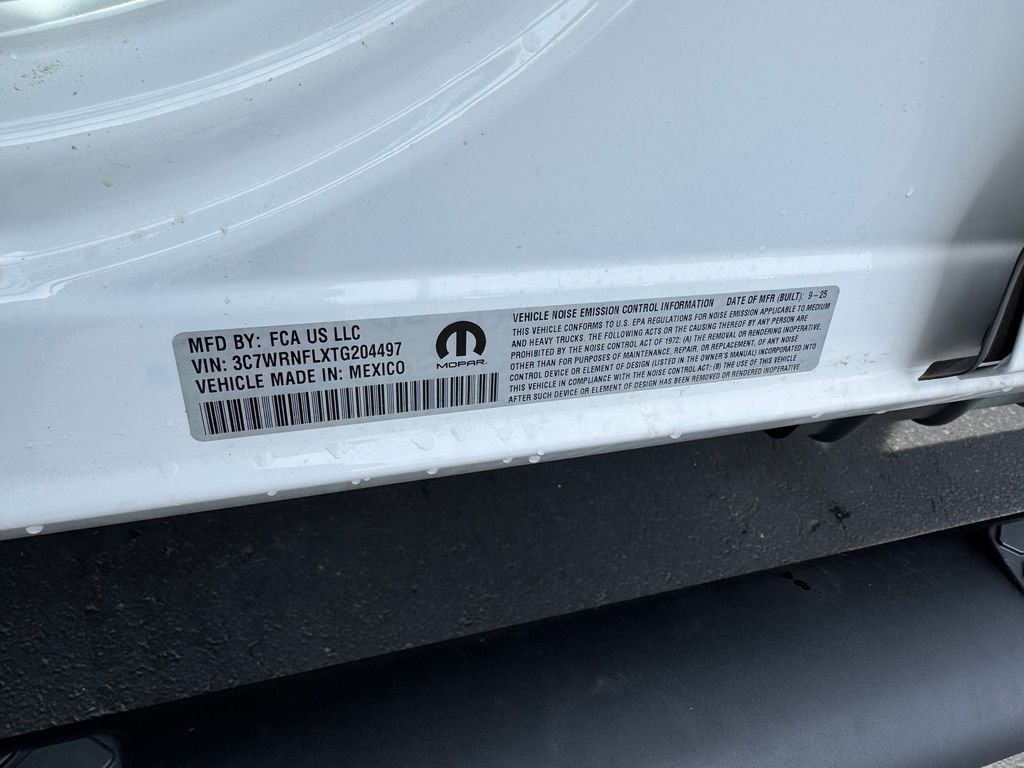 MFD BY: FCA US LLC
VIN: 3C7WRNFLXTG204497
VEHICLE MADE IN: MEXICO
MOPAR
VEHICLE NOISE EMISSION CONTROL INFORMATION DATE OF MFR (BUILT): 9-25
THIS VEHICLE CONFORMS TO U.S. EPA REGULATIONS FOR NOISE EMISSION APPLICABLE TO MEDIUM
AND HEAVY TRUCKS. THE FOLLOWING ACTS OR THE CAUSING THEREOF BY ANY PERSON ARE
PROHIBITED BY THE NOISE CONTROL ACT OF 1972: (A) THE REMOVAL OR RENDERING INOPERATIVE,
OTHER THAN FOR PURPOSES OF MAINTENANCE, REPAIR, OR REPLACEMENT, OF ANY NOISE
CONTROL DEVICE OR ELEMENT OF DESIGN (LISTED IN THE OWNER'S MANUAL/FCTGXXTSA
THIS VEHICLE IN COMPLIANCE WITH THE NOISE CONTROL ACT; (B) THE USE OF THIS VEHICLE
AFTER SUCH DEVICE OR ELEMENT OF DESIGN HAS BEEN REMOVED OR RENDERED INOPERATIVE